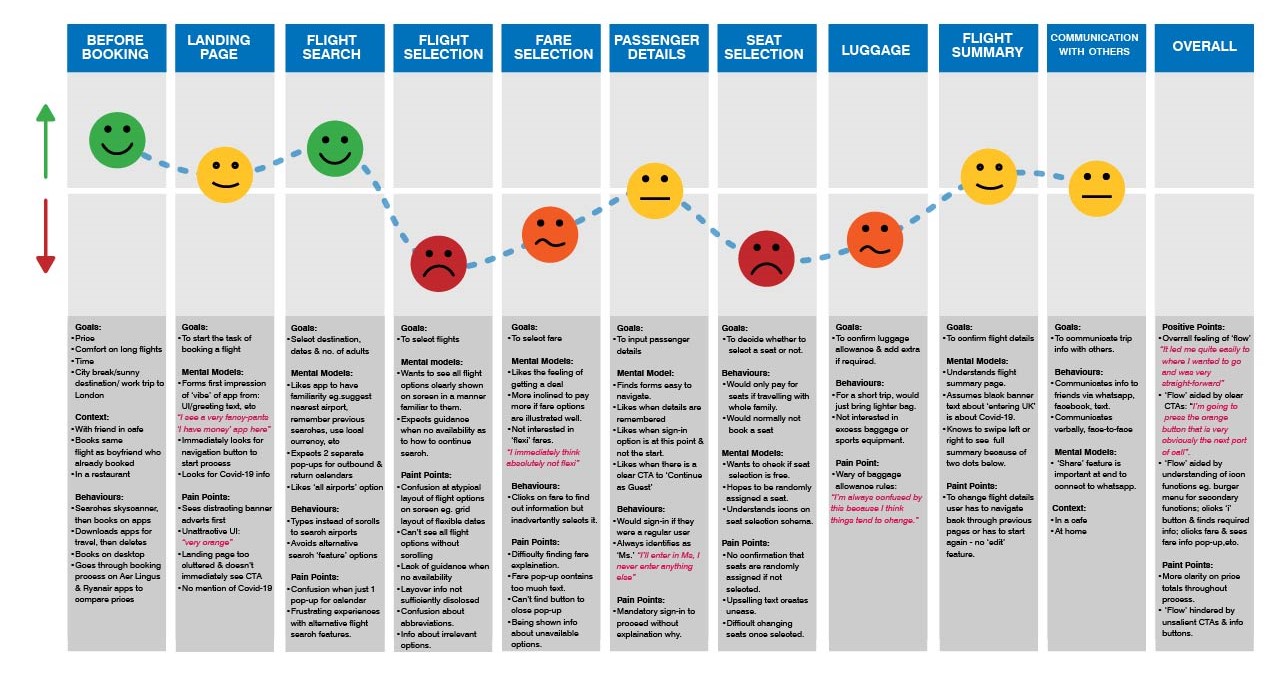 BEFORE
BOOKING
LANDING
PAGE
FLIGHT
SEARCH
FLIGHT
SELECTION
FARE
SELECTION
PASSENGER
DETAILS
SEAT
SELECTION
LUGGAGE
FLIGHT
SUMMARY
COMMUNICATION
WITH OTHERS
OVERALL
Goals:
•Price
•Comfort on long flights
•Time
•City break/sunny
destination/ work trip to
London
Context:
•With friend in cafe
•Books same
flight as boyfriend who
already booked
•In a restaurant
Behaviours:
•Searches skyscanner,
then books on apps
•Downloads apps for
travel, then deletes
•Books on desktop
•Goes through booking
process on Aer Lingus
& Ryanair apps to
compare prices
Goals:
•To start the task of
booking a flight
Mental Models:
•Forms first impression
of 'vibe' of app from:
UI/greeting text, etc
"I see a very fancy-pants
'I have money' app here"
•Immediately looks for
navigation button to
start process
•Looks for Covid-19 info
Pain Points:
•Sees distracting banner
adverts first
•Unattractive UI:
"very orange"
•Landing page too
cluttered & doesn't
immediately see CTA
•No mention of Covid-19
Goals:
•Select destination,
dates & no. of adults
Mental Models:
•Likes app to have
familiarity eg.suggest
nearest airport,
remember previous
searches, use local
currency, etc
•Expects 2 separate
pop-ups for outbound &
return calendars
•Likes 'all airports' option
Behaviours:
•Types instead of scrolls
to search airports
•Avoids alternative
search 'feature' options
Pain Points:
•Confusion when just 1
pop-up for calendar
•Frustrating experiences
with alternative flight
search features.
Goals:
•To select flights
Mental models:
•Wants to see all flight
options clearly shown
on screen in a manner
familiar to them.
•Expects guidance
when no availability as
to how to continue
search.
Paint Points:
•Confusion at atypical
layout of flight options
on screen eg. grid
layout of flexible dates
•Can't see all flight
options without
scrolling
•Lack of guidance when
no availability
•Layover info not
sufficiently disclosed
•Confusion about
abbreviations.
•Info about irrelevant
options.
Goals:
•To select fare
Mental Models:
•Likes the feeling of
getting a deal
•More inclined to pay
more if fare options
are illustrated well.
•Not interested in
'flexi' fares.
"I immediately think
absolutely not flexi"
Behaviours:
•Clicks on fare to find
out information but
inadvertently selects it.
Pain Points:
•Difficulty finding fare
explaination.
•Fare pop-up contains
too much text.
•Can't find button to
close pop-up
•Being shown info
about unavailable
options.
Goals:
•To input passenger
details
Mental Model:
•Finds forms easy to
navigate.
•Likes when details are
remembered
•Likes when sign-in
option is at this point &
not the start.
•Likes when there is a
clear CTA to 'Continue
as Guest'
Behaviours:
•Would sign-in if they
were a regular user
•Always identifies as
'Ms.' "I'll enter in Ms, I
never enter anything
else"
Pain Points:
•Mandatory sign-in to
proceed without
explaination why.
Goals:
•To decide whether to
select a seat or not.
Behaviours:
•Would only pay for
seats if travelling with
whole family.
•Would normally not
book a seat
Mental Models:
•Wants to check if seat
selection is free.
•Hopes to be randomly
assigned a seat.
•Understands icons on
seat selection schema.
Pain Points:
•No confirmation that
seats are randomly
assigned if not
selected.
•Upselling text creates
unease.
•Difficult changing
seats once selected.
Goals:
•To confirm luggage
allowance & add extra
if required.
Behaviours:
•For a short trip, would
just bring lighter bag.
•Not interested in
excess baggage or
sports equipment.
Pain Point:
•Wary of baggage
allowance rules:
"I'm always confused by
this because I think
things tend to change."
Goals:
•To confirm flight details
Mental Models:
•Understands flight
summary page.
•Assumes black banner
text about 'entering UK'
is about Covid-19.
•Knows to swipe left or
right to see full
summary because of
two dots below.
Paint Points:
•To change flight details
user has to navigate
back through previous
pages or has to start
again - no 'edit'
feature.
Goals:
•To communicate trip
info with others.
Behaviours:
•Communicates info to
friends via whatsapp,
facebook, text.
•Communicates
verbally, face-to-face
Mental Models:
•'Share' feature is
important at end to
connect to whatsapp.
Context:
•In a cafe
•At home
Positive Points:
•Overall feeling of 'flow'
"It led me quite easily to
where I wanted to go
and was very
straight-forward"
• 'Flow' aided by clear
CTAs: "I'm going to
press the orange
button that is very
obviously the next port
of call".
• 'Flow' aided by
understanding of icon
functions eg. burger
menu for secondary
functions; clicks 'i'
button & finds required
info; clicks fare & sees
fare info pop-up,etc.
Paint Points:
•More clarity on price
totals throughout
process.
• 'Flow' hindered by
unsalient CTAs & info
buttons.